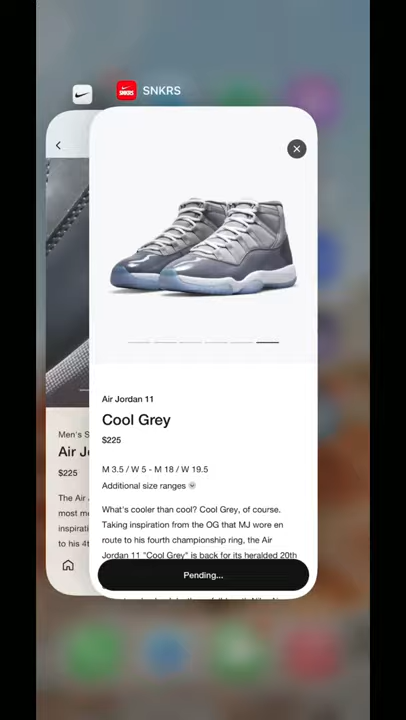 SNKRS
SNKRS
Air Jordan 11
Cool Grey
$225
M 3.5 / W 5 - M 18 / W 19.5
Additional size ranges
What's cooler than cool? Cool Grey, of course.
Taking inspiration from the OG that MJ wore en
route to his fourth championship ring, the Air
Jordan 11 "Cool Grey" is back for its heralded 20th
Pending...
Men's S
Air Jo
$225
The Air
most m
inspirati
to his 4t